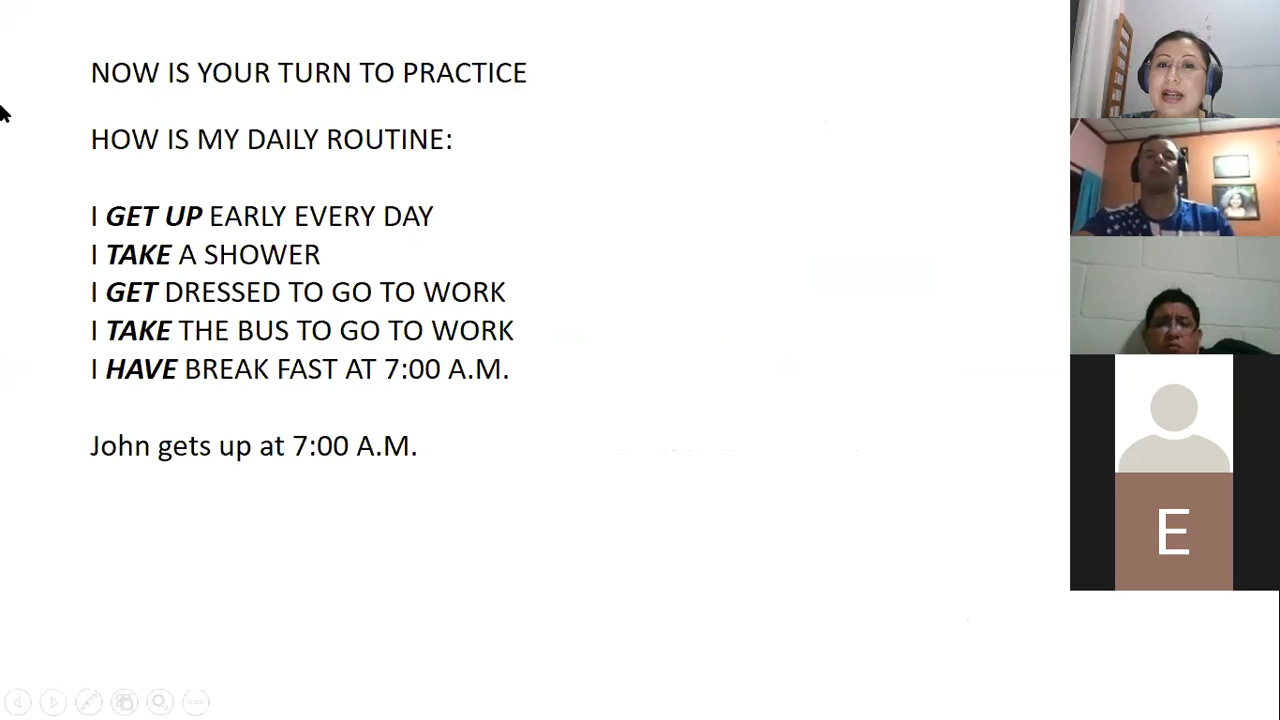 NOW IS YOUR TURN TO PRACTICE
HOW IS MY DAILY ROUTINE:
I GET UP EARLY EVERY DAY
I TAKE A SHOWER
I GET DRESSED TO GO TO WORK
I TAKE THE BUS TO GO TO WORK
I HAVE BREAK FAST AT 7:00 A.M.
John gets up at 7:00 A.M.
E